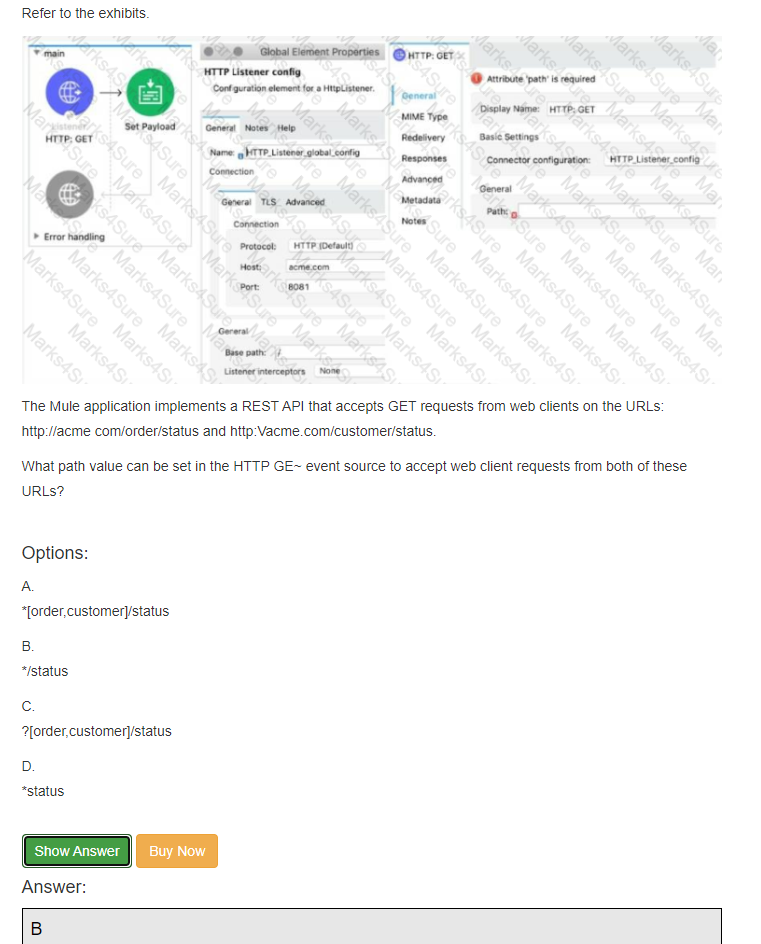 Refer to the exhibits.
main
Listener
HTTP: GET
Set Payload
Error handling
Global Element Properties
HTTP Listener config
Configuration element for a HttpListener.
General Notes Help
Name: HTTP_Listener_global_config
Connection
General TLS Advanced
Connection
Protocol: HTTP (Default)
Host: acme.com
Port: 8081
General
Base path: /
Listener interceptors None
HTTP: GET
General
MIME Type
Redelivery
Responses
Advanced
Metadata
Notes
Attribute 'path' is required
Display Name: HTTP: GET
Basic Settings
Connector configuration: HTTP_Listener_config
General
Path:
Marks4Sure
The Mule application implements a REST API that accepts GET requests from web clients on the URLs:
http://acme com/order/status and http:Vacme.com/customer/status.
What path value can be set in the HTTP GE~ event source to accept web client requests from both of these
URLs?
Options:
A.
*[order,customer]/status
B.
*/status
C.
?[order,customer]/status
D.
*status
Show Answer
Buy Now
Answer:
B